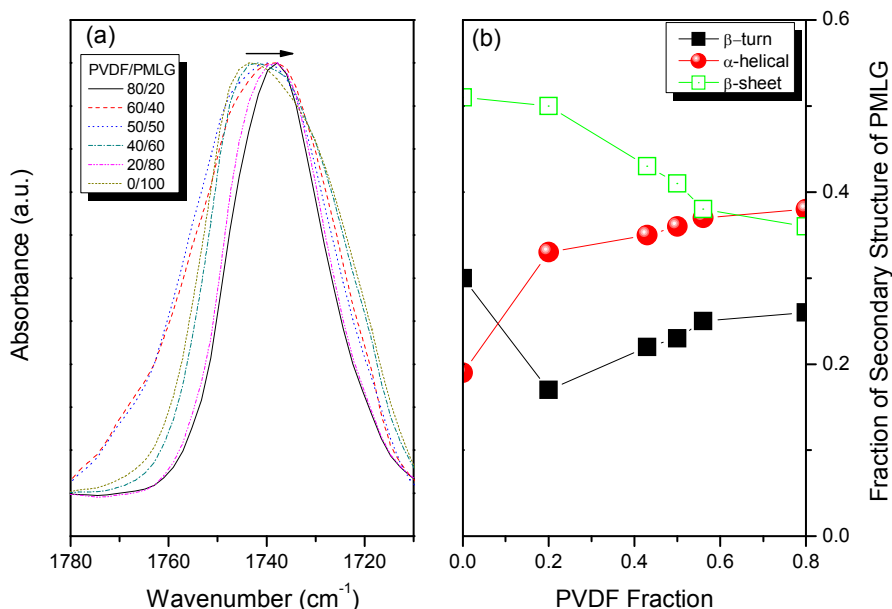 (a)
PVDF/PMLG
80/20
60/40
50/50
40/60
20/80
0/100
Absorbance (a.u.)
1780
1760
1740
1720
Wavenumber (cm⁻¹)
(b)
β−turn
α-helical
β-sheet
0.6
0.4
0.2
0.0
Fraction of Secondary Structure of PMLG
0.0
0.2
0.4
0.6
0.8
PVDF Fraction